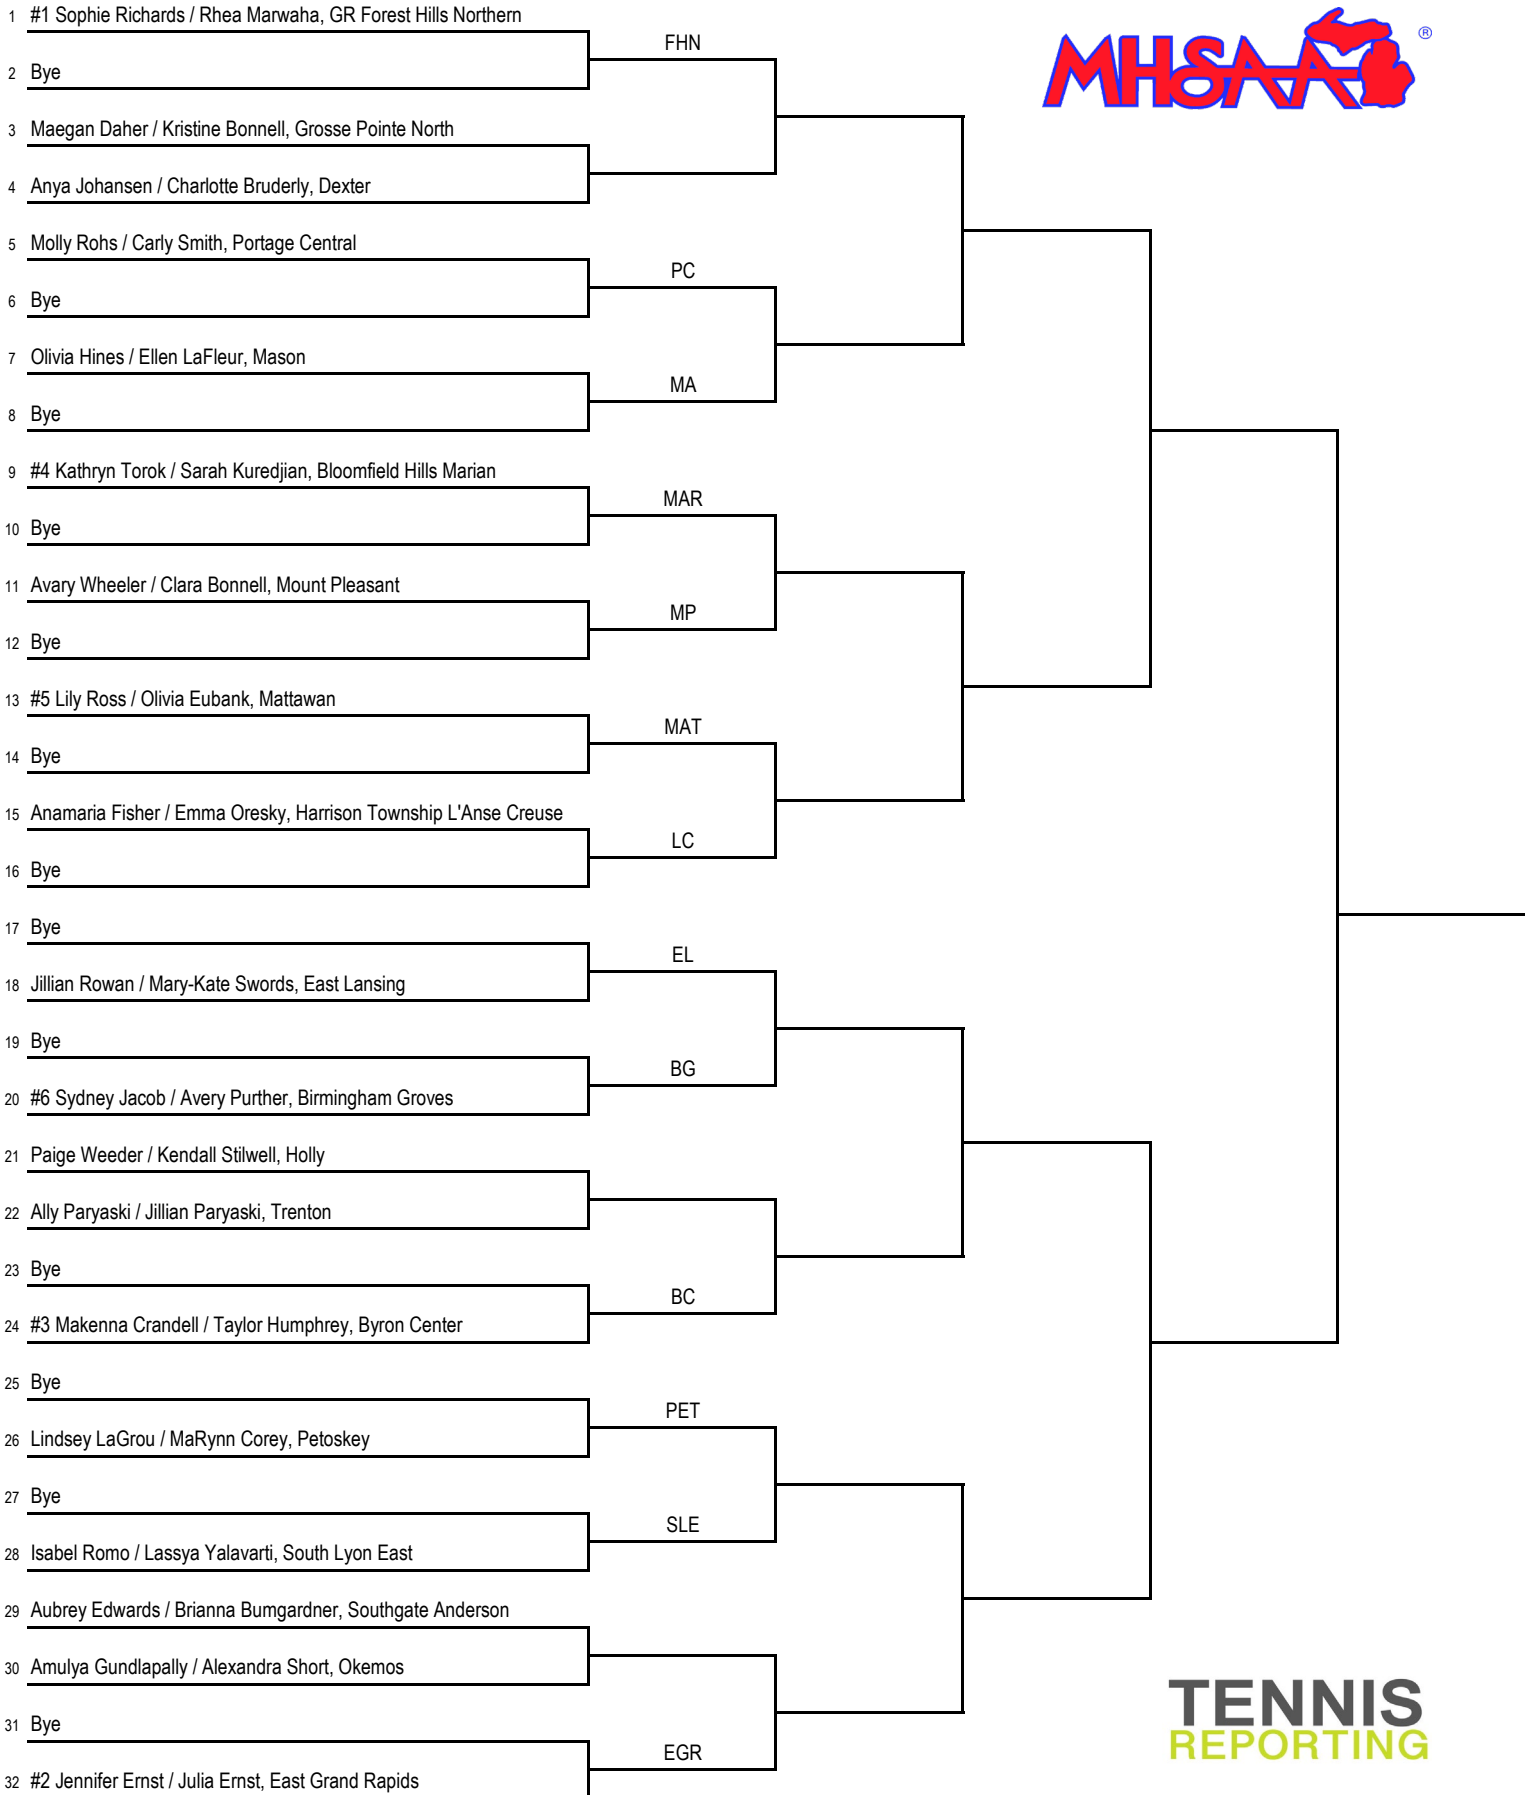 1 #1 Sophie Richards / Rhea Marwaha, GR Forest Hills Northern
FHN
MHSAA ®
2 Bye
3 Maegan Daher / Kristine Bonnell, Grosse Pointe North
4 Anya Johansen / Charlotte Bruderly, Dexter
5 Molly Rohs / Carly Smith, Portage Central
PC
6 Bye
7 Olivia Hines / Ellen LaFleur, Mason
MA
8 Bye
9 #4 Kathryn Torok / Sarah Kuredjian, Bloomfield Hills Marian
MAR
10 Bye
11 Avary Wheeler / Clara Bonnell, Mount Pleasant
MP
12 Bye
13 #5 Lily Ross / Olivia Eubank, Mattawan
MAT
14 Bye
15 Anamaria Fisher / Emma Oresky, Harrison Township L'Anse Creuse
LC
16 Bye
17 Bye
EL
18 Jillian Rowan / Mary-Kate Swords, East Lansing
19 Bye
BG
20 #6 Sydney Jacob / Avery Purther, Birmingham Groves
21 Paige Weeder / Kendall Stilwell, Holly
22 Ally Paryaski / Jillian Paryaski, Trenton
23 Bye
BC
24 #3 Makenna Crandell / Taylor Humphrey, Byron Center
25 Bye
PET
26 Lindsey LaGrou / MaRynn Corey, Petoskey
27 Bye
SLE
28 Isabel Romo / Lassya Yalavarti, South Lyon East
29 Aubrey Edwards / Brianna Bumgardner, Southgate Anderson
30 Amulya Gundlapally / Alexandra Short, Okemos
31 Bye
EGR
32 #2 Jennifer Ernst / Julia Ernst, East Grand Rapids
TENNIS
REPORTING